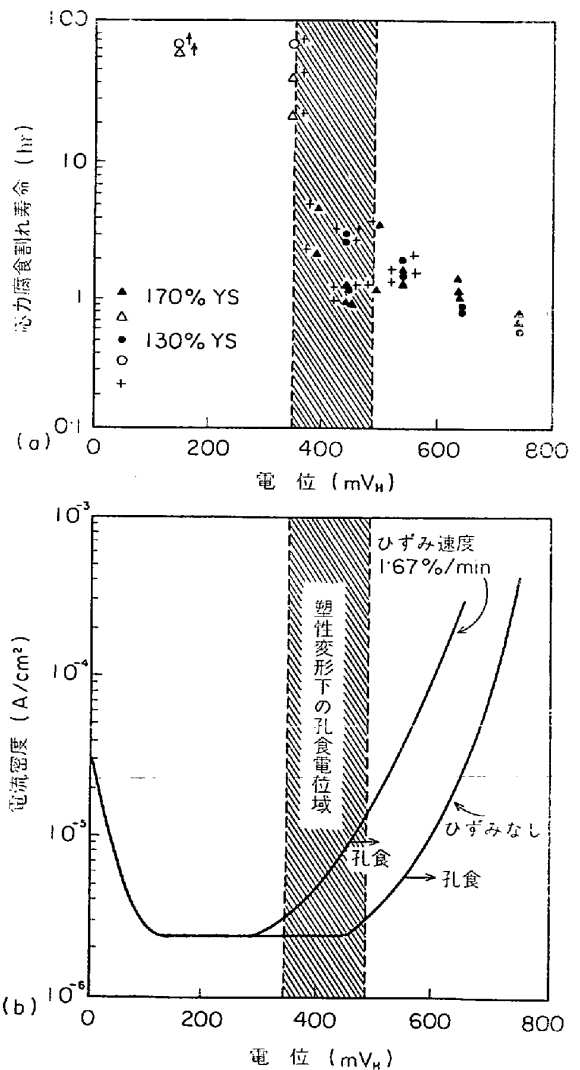 応力腐食割れ寿命 (hr)
100
10
1
0·1
▲ 170% YS
△
● 130% YS
○
+
(a)
0 200 400 600 800
電 位 (mV_H)
電流密度 (A/cm²)
10⁻³
10⁻⁴
10⁻⁵
10⁻⁶
ひずみ速度
1·67%/min
塑性変形下の孔食電位域
孔食
ひずみなし
孔食
(b)
0 200 400 600 800
電 位 (mV_H)